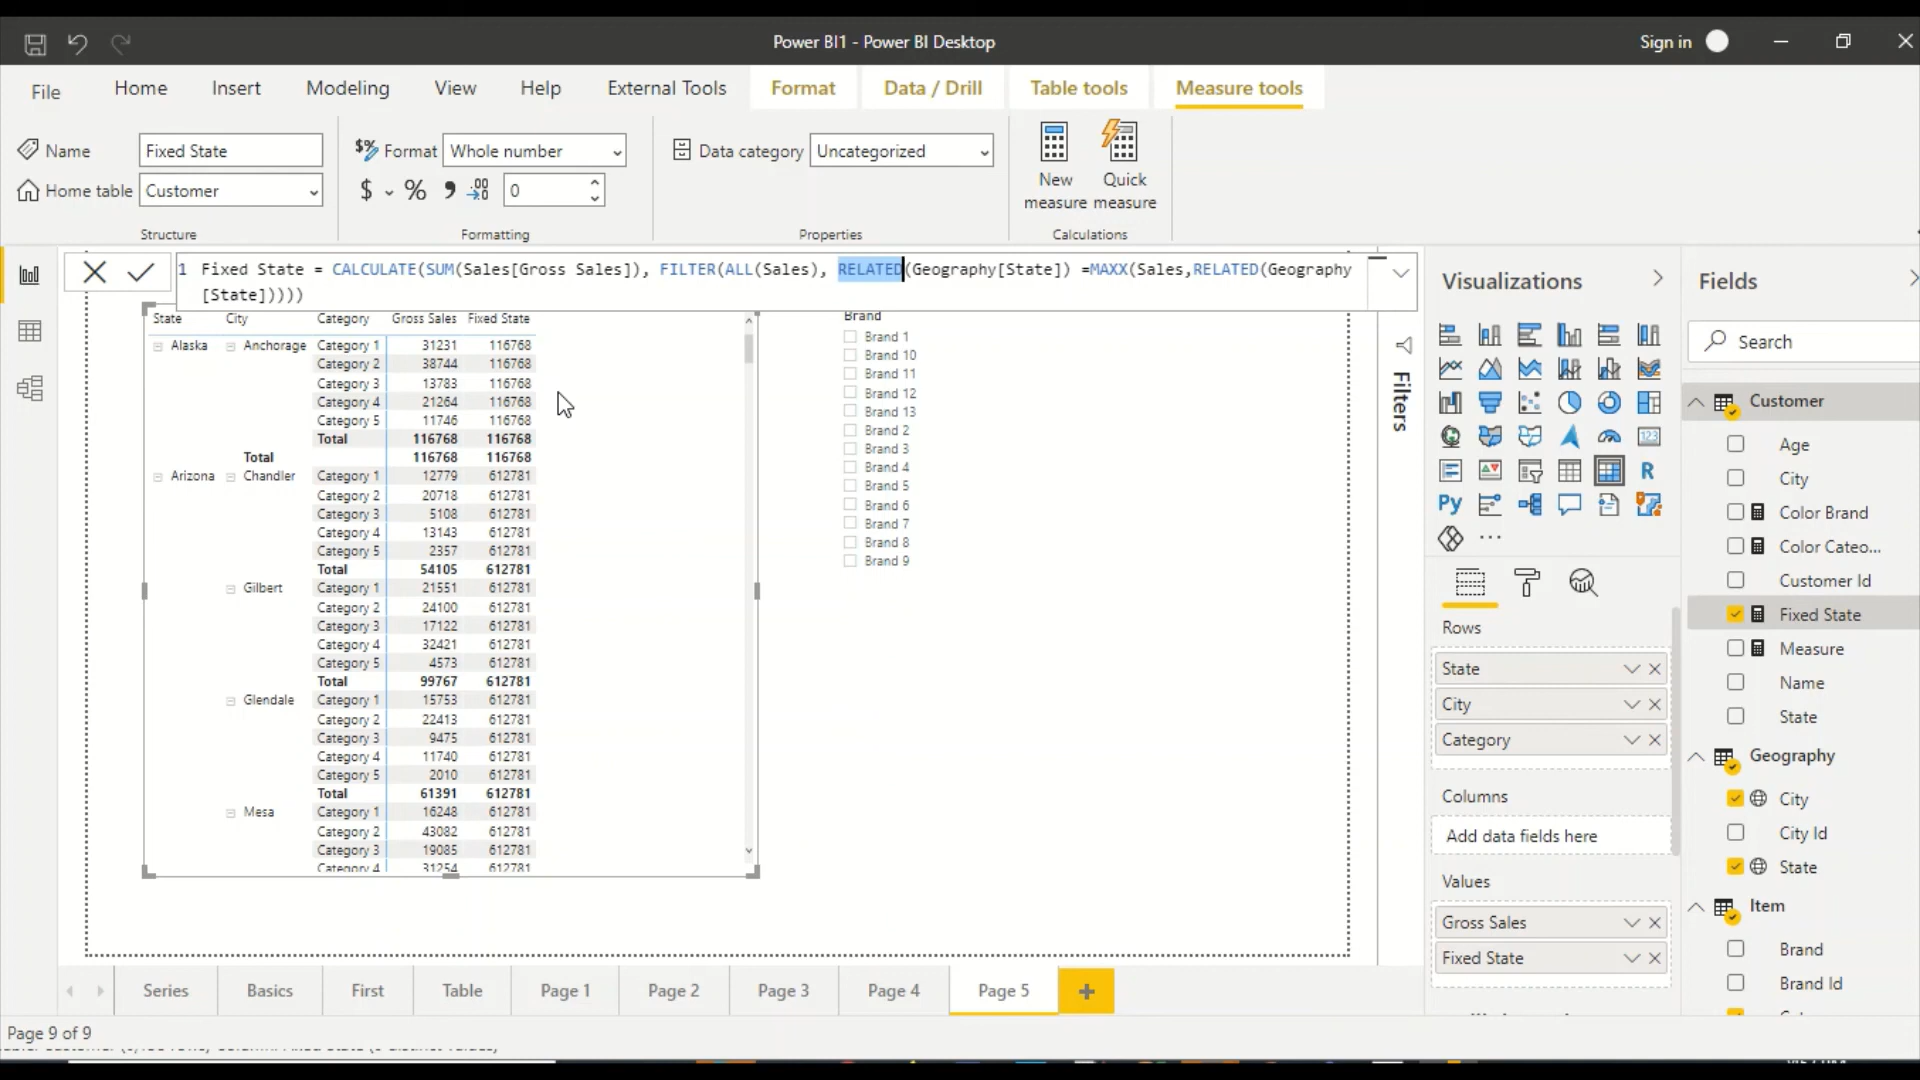 Power BI1 - Power BI Desktop
Sign in
File Home Insert Modeling View Help External Tools Format Data / Drill Table tools Measure tools
Name Fixed State
Home table Customer
Structure
Format Whole number
$ % 9 0
Formatting
Data category Uncategorized
Properties
New measure
Quick measure
Calculations
1 Fixed State = CALCULATE(SUM(Sales[Gross Sales]), FILTER(ALL(Sales), RELATED(Geography[State]) =MAXX(Sales,RELATED(Geography
[State]))))
State City Category Gross Sales Fixed State
Alaska Anchorage Category 1 31231 116768
Category 2 38744 116768
Category 3 13783 116768
Category 4 21264 116768
Category 5 11746 116768
Total 116768 116768
Total 116768 116768
Arizona Chandler Category 1 12779 612781
Category 2 20718 612781
Category 3 5108 612781
Category 4 13143 612781
Category 5 2357 612781
Total 54105 612781
Gilbert Category 1 21551 612781
Category 2 24100 612781
Category 3 17122 612781
Category 4 32421 612781
Category 5 4573 612781
Total 99767 612781
Glendale Category 1 15753 612781
Category 2 22413 612781
Category 3 9475 612781
Category 4 11740 612781
Category 5 2010 612781
Total 61391 612781
Mesa Category 1 16248 612781
Category 2 43082 612781
Category 3 19085 612781
Category 4 31254 612781
Brand
Brand 1
Brand 10
Brand 11
Brand 12
Brand 13
Brand 2
Brand 3
Brand 4
Brand 5
Brand 6
Brand 7
Brand 8
Brand 9
Filters
Visualizations
123
R
Py
...
Rows
State
City
Category
Columns
Add data fields here
Values
Gross Sales
Fixed State
Fields
Search
Customer
Age
City
Color Brand
Color Cateo...
Customer Id
Fixed State
Measure
Name
State
Geography
City
City Id
State
Item
Brand
Brand Id
Series Basics First Table Page 1 Page 2 Page 3 Page 4 Page 5 +
Page 9 of 9